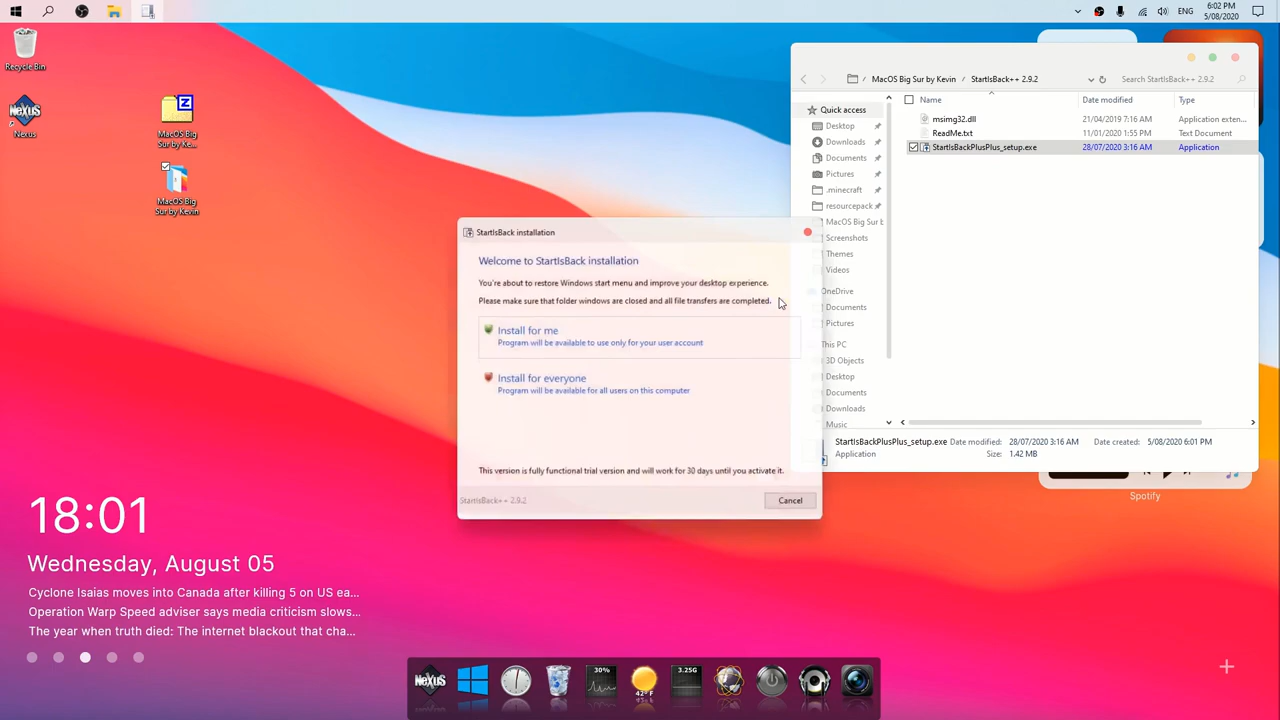 6:02 PM
ENG
5/08/2020
Recycle Bin
Nexus
MacOS Big
Sur by Ke...
MacOS Big
Sur by Kevin
MacOS Big Sur by Kevin / StartIsBack++ 2.9.2
Search StartIsBack++ 2.9.2
Name
Date modified
Type
Quick access
Desktop
Downloads
Documents
Pictures
.minecraft
resourcepack
MacOS Big Sur b
Screenshots
Themes
Videos
OneDrive
Documents
Pictures
This PC
3D Objects
Desktop
Documents
Downloads
Music
msimg32.dll 21/04/2019 7:16 AM Application exten...
ReadMe.txt 11/01/2020 1:55 PM Text Document
StartIsBackPlusPlus_setup.exe 28/07/2020 3:16 AM Application
StartIsBackPlusPlus_setup.exe Date modified: 28/07/2020 3:16 AM Date created: 5/08/2020 6:01 PM
Application Size: 1.42 MB
StartIsBack installation
Welcome to StartIsBack installation
You're about to restore Windows start menu and improve your desktop experience.
Please make sure that folder windows are closed and all file transfers are completed.
Install for me
Program will be available to use only for your user account
Install for everyone
Program will be available for all users on this computer
This version is fully functional trial version and will work for 30 days until you activate it.
StartIsBack++ 2.9.2
Cancel
Spotify
18:01
Wednesday, August 05
Cyclone Isaias moves into Canada after killing 5 on US ea...
Operation Warp Speed adviser says media criticism slows...
The year when truth died: The internet blackout that cha...
NeXuS
30%
42° F
3.25G